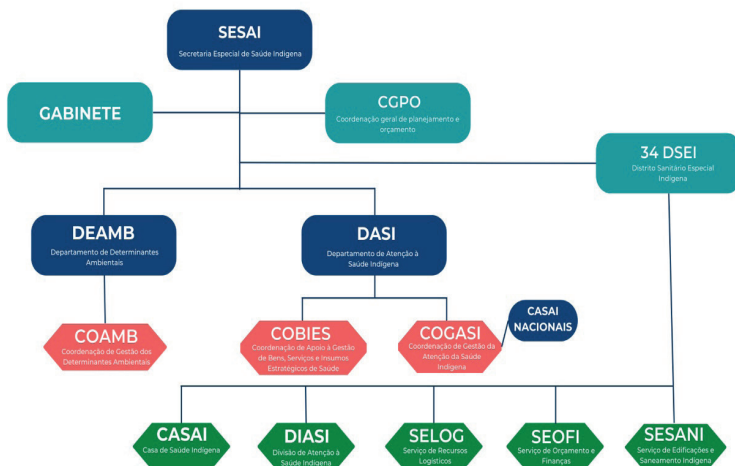 SESAI
Secretaria Especial de Saúde Indígena
GABINETE
CGPO
Coordenação geral de planejamento e
orçamento
34 DSEI
Distrito Sanitário Especial
Indígena
DEAMB
Departamento de Determinantes
Ambientais
DASI
Departamento de Atenção à
Saúde Indígena
COAMB
Coordenação de Gestão dos
Determinantes Ambientais
COBIES
Coordenação de Apoio à Gestão
de Bens, Serviços e Insumos
Estratégicos de Saúde
COGASI
Coordenação de Gestão da
Atenção da Saúde
Indígena
CASAI
NACIONAIS
CASAI
Casa de Saúde Indígena
DIASI
Divisão de Atenção à
Saúde Indígena
SELOG
Serviço de Recursos
Logísticos
SEOFI
Serviço de Orçamento e
Finanças
SESANI
Serviço de Edificações e
Saneamento Indígena